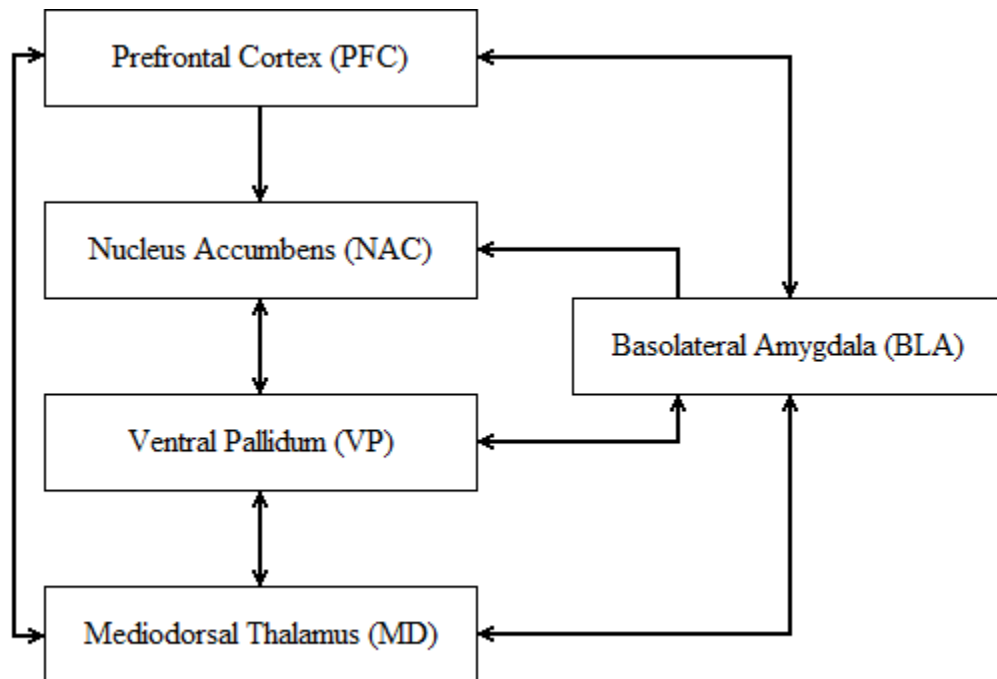 Prefrontal Cortex (PFC)
Nucleus Accumbens (NAC)
Basolateral Amygdala (BLA)
Ventral Pallidum (VP)
Mediodorsal Thalamus (MD)